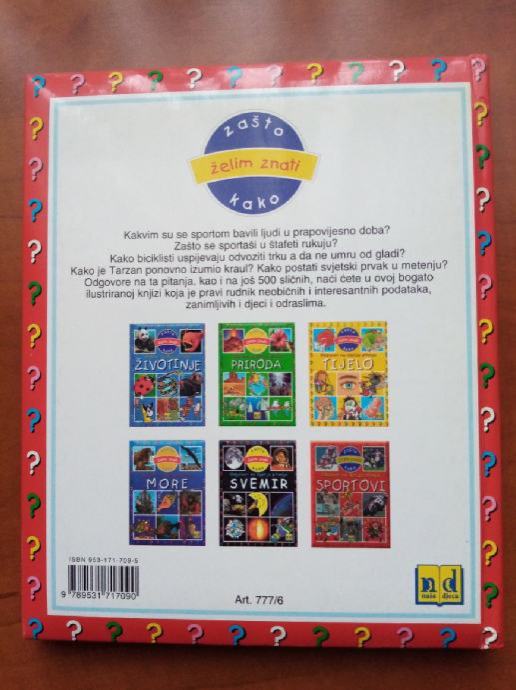 zašto
želim znati
kako
Kakvim su se sportom bavili ljudi u prapovijesno doba?
Zašto se sportaši u štafeti rukuju?
Kako biciklisti uspijevaju odvoziti trku a da ne umru od gladi?
Kako je Tarzan ponovno izumio kraul? Kako postati svjetski prvak u metenju?
Odgovore na ta pitanja, kao i na još 500 sličnih, naći ćete u ovoj bogato
ilustriranoj knjizi koja je pravi rudnik neobičnih i interesantnih podataka,
zanimljivih i djeci i odraslima.
ŽIVOTINJE
PRIRODA
TIJELO
MORE
SVEMIR
SPORTOVI
ISBN 953-171-709-5
9 789531 717090
Art. 777/6
n d
naša djeca